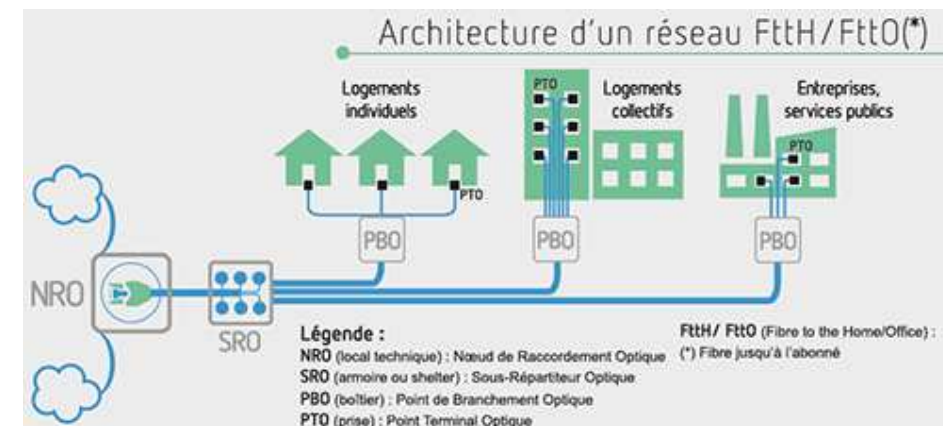 Architecture d'un réseau FttH/FttO(*)
Logements
individuels
PTO
Logements
collectifs
Entreprises,
services publics
PTO
PTO
PBO
PBO
PBO
NRO
SRO
Légende :
NRO (local technique) : Nœud de Raccordement Optique
SRO (armoire ou shelter) : Sous-Répartiteur Optique
PBO (boîtier) : Point de Branchement Optique
PTO (prise) : Point Terminal Optique
FttH/ FttO (Fibre to the Home/Office) :
(*) Fibre jusqu'à l'abonné